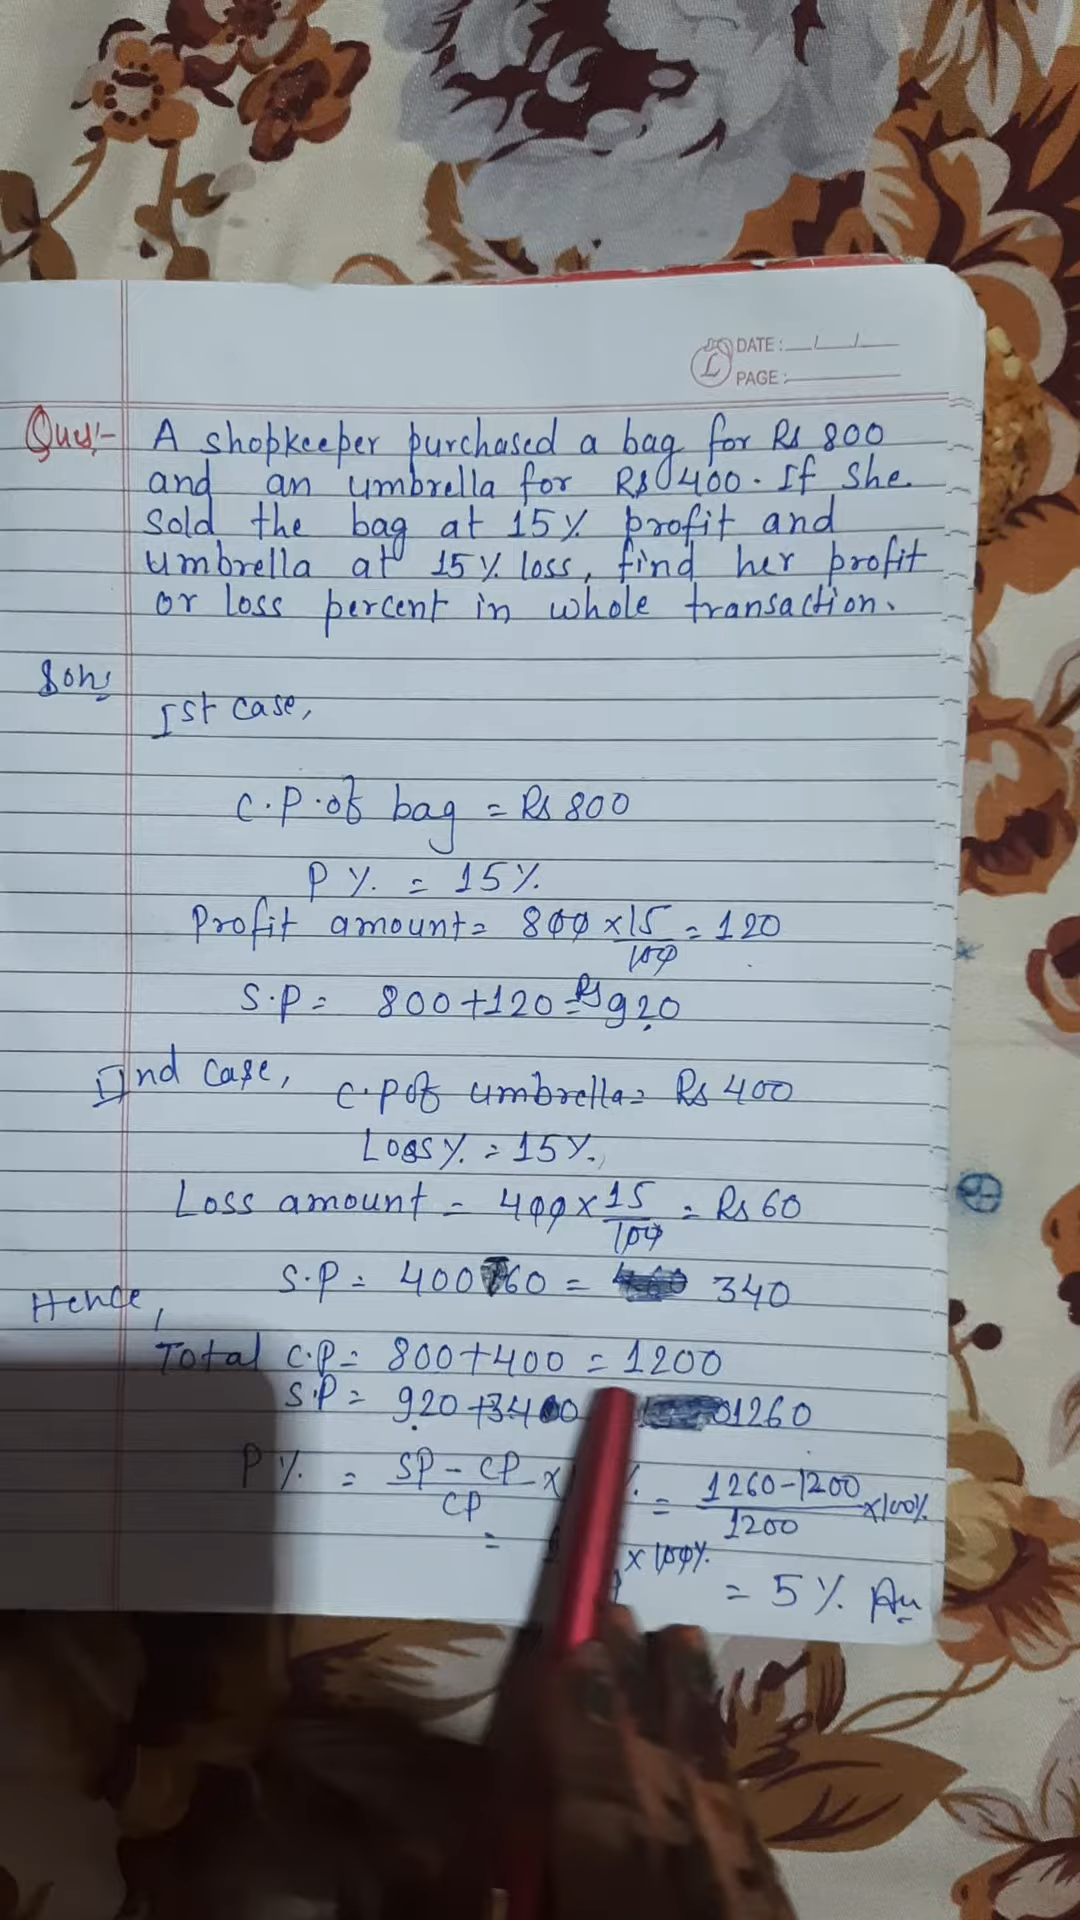 DATE: / /
PAGE:
Ques:- A shopkeeper purchased a bag for Rs 800
and an umbrella for Rs 400. If she
sold the bag at 15% profit and
umbrella at 15% loss, find her profit
or loss percent in whole transaction.
Soln
Ist case,
C.P. of bag = Rs 800
P % = 15%
Profit amount = 800 × 15/100 = 120
S.P = 800+120 = Rs 920
IInd case,
C.P of umbrella = Rs 400
Loss% = 15%
Loss amount = 400 × 15/100 = Rs 60
S.P = 400-60 = 340
Hence,
Total C.P = 800+400 = 1200
S.P = 920+340 1260
P % = SP - CP/CP × % = 1260-1200/1200 ×100%
= ×100%
= 5% An